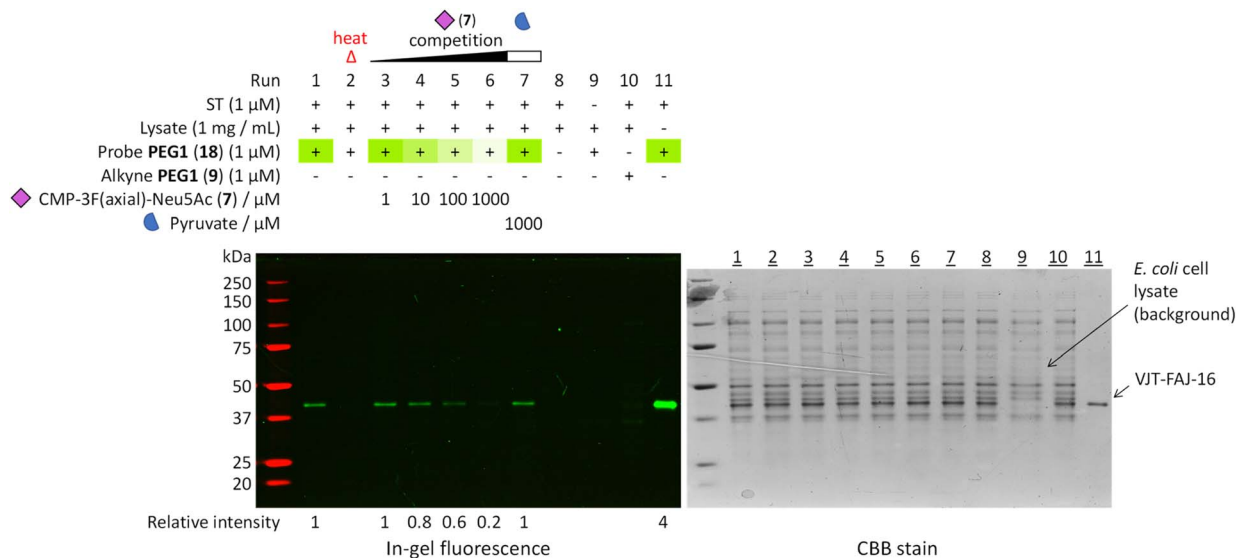 (7)
heat
Δ
competition
Run 1 2 3 4 5 6 7 8 9 10 11
ST (1 µM) + + + + + + + + - + +
Lysate (1 mg / mL) + + + + + + + + + + -
Probe PEG1 (18) (1 µM) + + + + + + + - + - +
Alkyne PEG1 (9) (1 µM) - - - - - - - - - + -
CMP-3F(axial)-Neu5Ac (7) / µM 1 10 100 1000
Pyruvate / µM 1000
kDa
250
150
100
75
50
37
25
20
1 2 3 4 5 6 7 8 9 10 11
E. coli cell
lysate
(background)
VJT-FAJ-16
Relative intensity 1 1 0.8 0.6 0.2 1 4
In-gel fluorescence
CBB stain